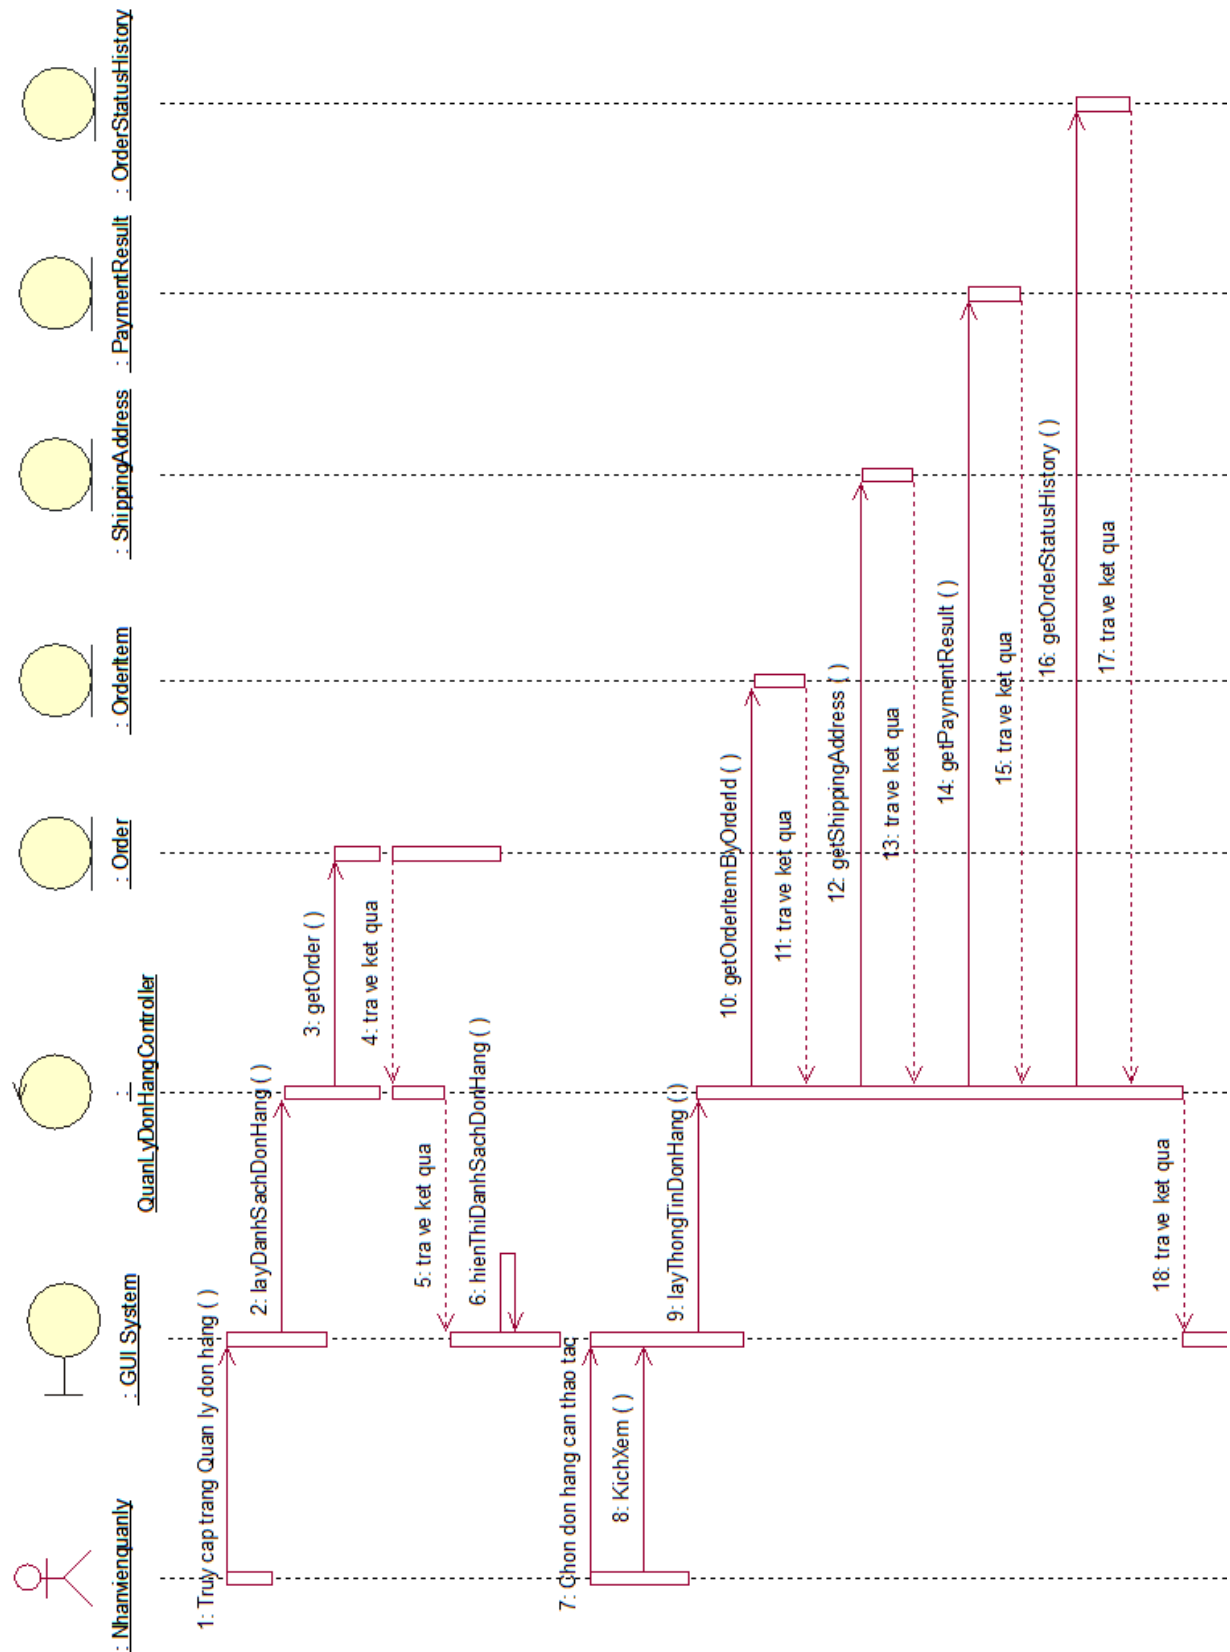 : Nhanvienquanly
: GUI System
:
QuanLyDonHangController
: Order
: OrderItem
: ShippingAddress
: PaymentResult
: OrderStatusHistory
1: Truy cap trang Quan ly don hang ( )
2: layDanhSachDonHang ( )
3: getOrder ( )
4: tra ve ket qua
5: tra ve ket qua
6: hienThiDanhSachDonHang ( )
7: Chon don hang can thao tac
8: KichXem ( )
9: layThongTinDonHang ( )
10: getOrderItemByOrderId ( )
11: tra ve ket qua
12: getShippingAddress ( )
13: tra ve ket qua
14: getPaymentResult ( )
15: tra ve ket qua
16: getOrderStatusHistory ( )
17: tra ve ket qua
18: tra ve ket qua